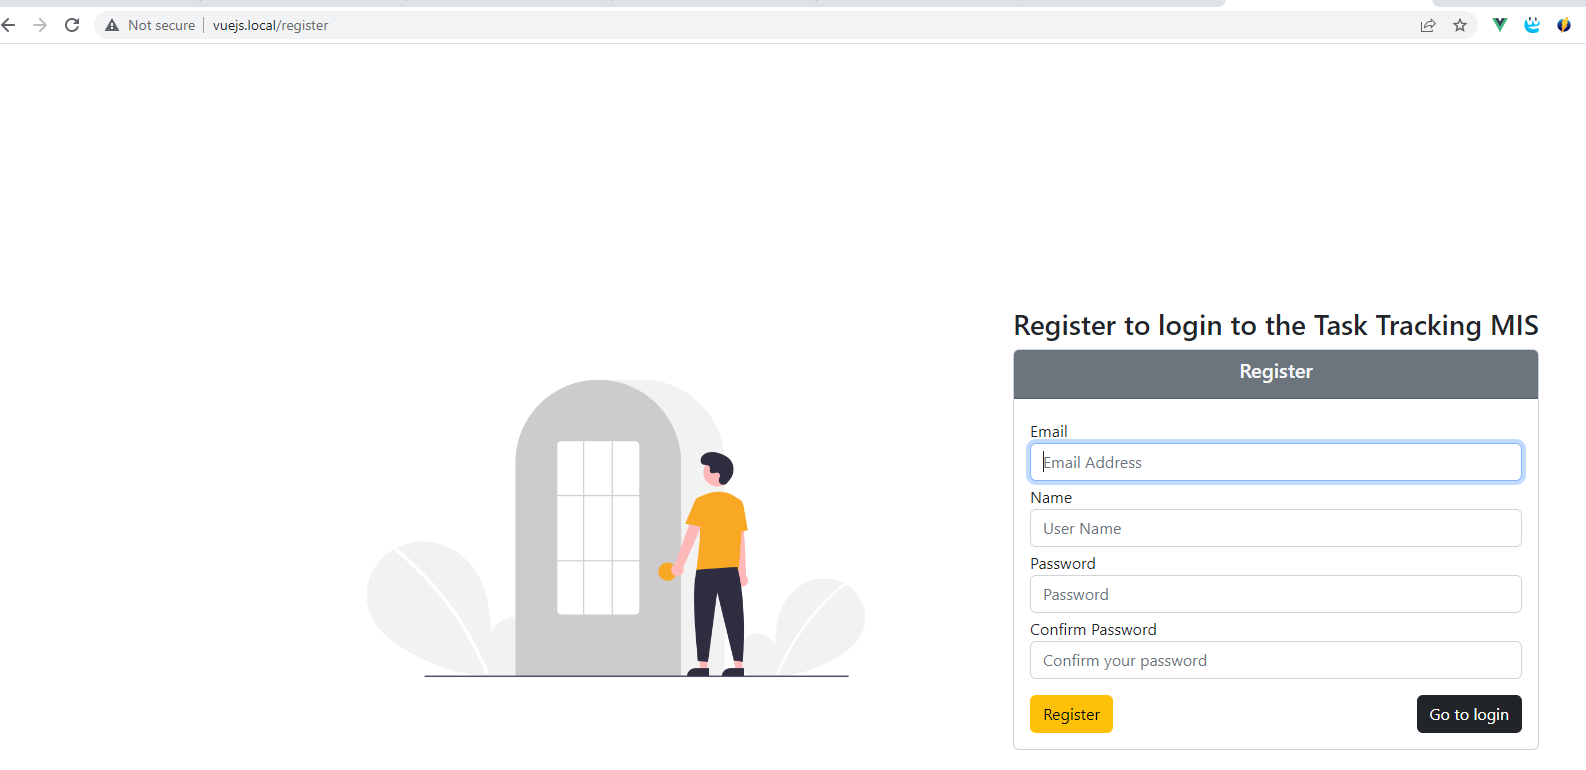 Not secure
vuejs.local/register
Register to login to the Task Tracking MIS
Register
Email
Email Address
Name
User Name
Password
Password
Confirm Password
Confirm your password
Register
Go to login